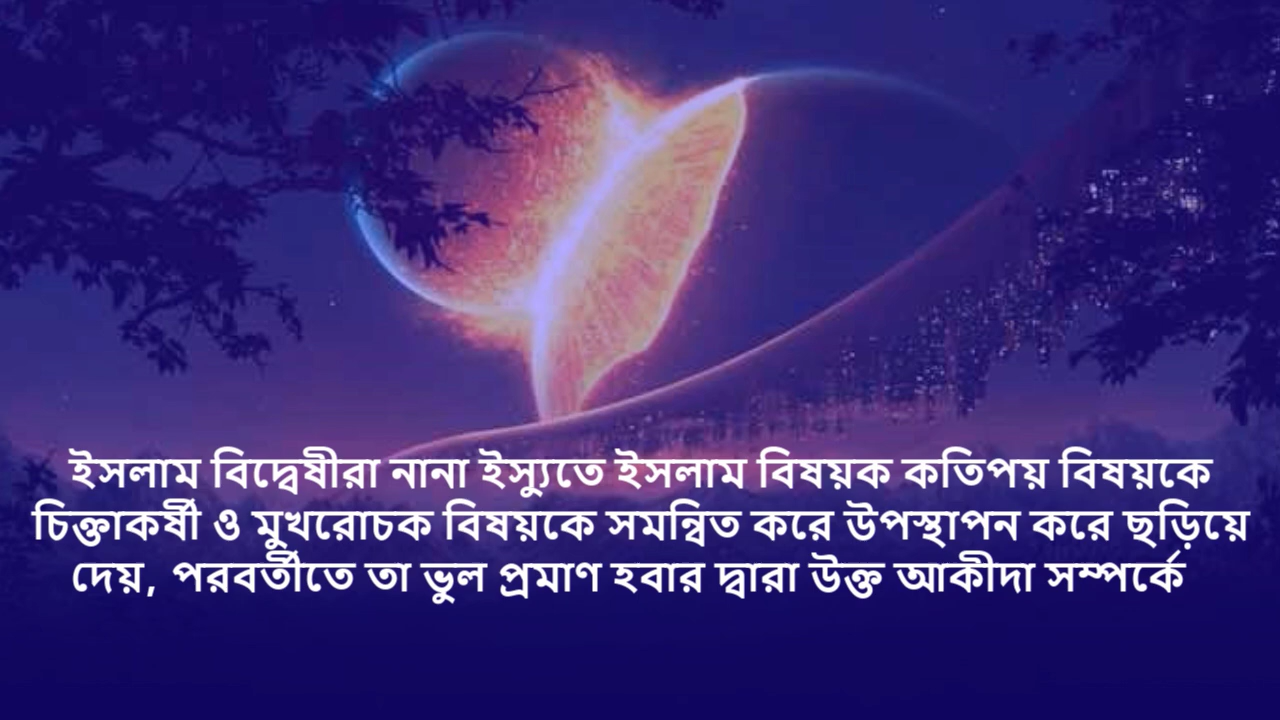 ইসলাম বিদ্বেষীরা নানা ইস্যুতে ইসলাম বিষয়ক কতিপয় বিষয়কে
চিক্তাকর্ষী ও মুখরোচক বিষয়কে সমন্বিত করে উপস্থাপন করে ছড়িয়ে
দেয়, পরবর্তীতে তা ভুল প্রমাণ হবার দ্বারা উক্ত আকীদা সম্পর্কে